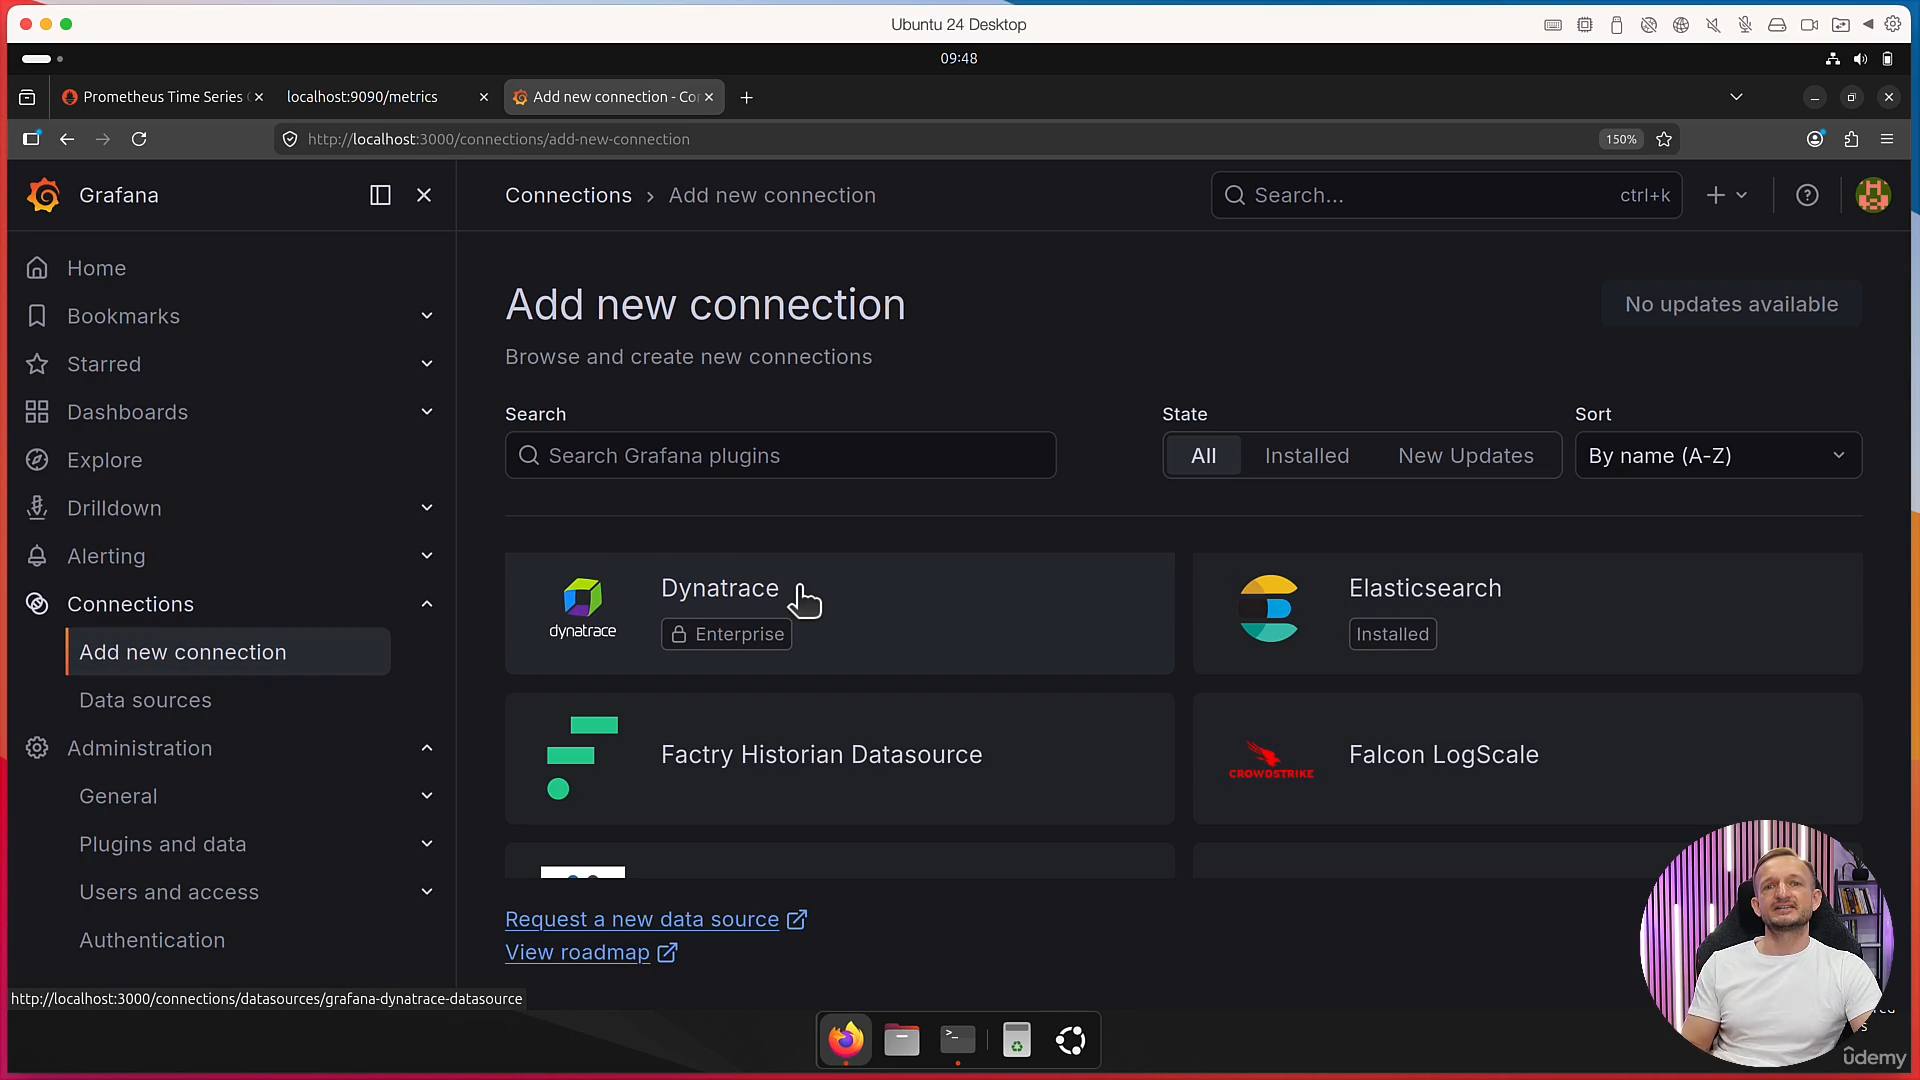 Ubuntu 24 Desktop
09:48
Prometheus Time Series
localhost:9090/metrics
Add new connection - Co
http://localhost:3000/connections/add-new-connection
150%
Grafana
Connections › Add new connection
Search...
ctrl+k
Home
Bookmarks
Starred
Dashboards
Explore
Drilldown
Alerting
Connections
Add new connection
Data sources
Administration
General
Plugins and data
Users and access
Authentication
Add new connection
No updates available
Browse and create new connections
Search
State
Sort
Search Grafana plugins
All
Installed
New Updates
By name (A-Z)
dynatrace
Dynatrace
Enterprise
Elasticsearch
Installed
Factry Historian Datasource
CROWDSTRIKE
Falcon LogScale
Request a new data source
View roadmap
http://localhost:3000/connections/datasources/grafana-dynatrace-datasource
udemy